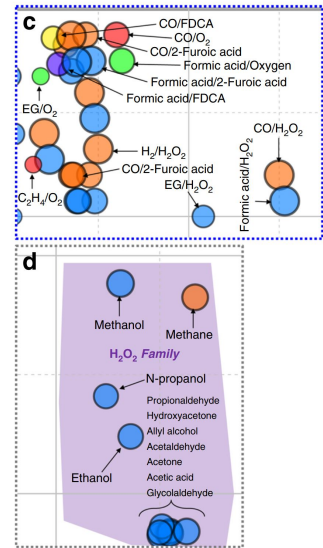 c
CO/FDCA
CO/O₂
CO/2-Furoic acid
Formic acid/Oxygen
Formic acid/2-Furoic acid
Formic acid/FDCA
EG/O₂
H₂/H₂O₂
CO/2-Furoic acid
EG/H₂O₂
C₂H₄/O₂
CO/H₂O₂
Formic acid/H₂O₂
d
Methanol
Methane
H₂O₂ Family
N-propanol
Propionaldehyde
Hydroxyacetone
Allyl alcohol
Acetaldehyde
Acetone
Acetic acid
Glycolaldehyde
Ethanol